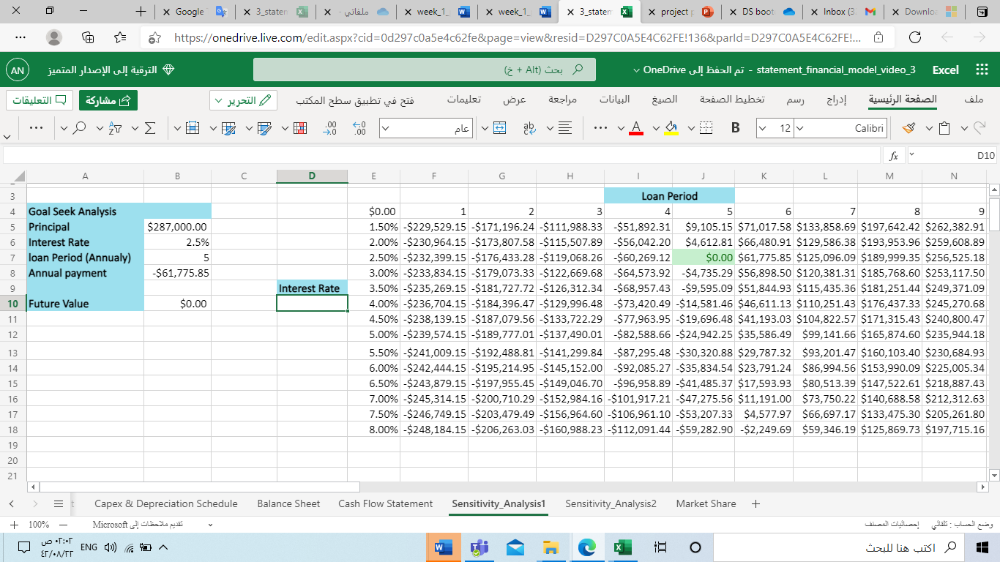 Google
3_staten
ملفاتي -
week_1_
week_1_
3_staten
project p
DS boot
Inbox (3
Downlo
https://onedrive.live.com/edit.aspx?cid=0d297c0a5e4c62fe&page=view&resid=D297C0A5E4C62FE!136&parId=D297C0A5E4C62FE!...
AN الترقية إلى الإصدار المتميز
بحث (Alt + خ)
statement_financial_model_video_3 - تم الحفظ إلى OneDrive
Excel
ملف الصفحة الرئيسية إدراج رسم تخطيط الصفحة الصيغ البيانات مراجعة عرض تعليمات فتح في تطبيق سطح المكتب
التحرير
مشاركة
التعليقات
عام
B
12
Calibri
fx
D10
A B C D E F G H I J K L M N
3 Loan Period
4 Goal Seek Analysis $0.00 1 2 3 4 5 6 7 8 9
5 Principal $287,000.00 1.50% -$229,529.15 -$171,196.24 -$111,988.33 -$51,892.31 $9,105.15 $71,017.58 $133,858.69 $197,642.42 $262,382.91
6 Interest Rate 2.5% 2.00% -$230,964.15 -$173,807.58 -$115,507.89 -$56,042.20 $4,612.81 $66,480.91 $129,586.38 $193,953.96 $259,608.89
7 loan Period (Annualy) 5 2.50% -$232,399.15 -$176,433.28 -$119,068.26 -$60,269.12 $0.00 $61,775.85 $125,096.09 $189,999.35 $256,525.18
8 Annual payment -$61,775.85 3.00% -$233,834.15 -$179,073.33 -$122,669.68 -$64,573.92 -$4,735.29 $56,898.50 $120,381.31 $185,768.60 $253,117.50
9 Interest Rate 3.50% -$235,269.15 -$181,727.72 -$126,312.34 -$68,957.43 -$9,595.09 $51,844.93 $115,435.36 $181,251.44 $249,371.09
10 Future Value $0.00 4.00% -$236,704.15 -$184,396.47 -$129,996.48 -$73,420.49 -$14,581.46 $46,611.13 $110,251.43 $176,437.33 $245,270.68
11 4.50% -$238,139.15 -$187,079.56 -$133,722.29 -$77,963.95 -$19,696.48 $41,193.03 $104,822.57 $171,315.43 $240,800.47
12 5.00% -$239,574.15 -$189,777.01 -$137,490.01 -$82,588.66 -$24,942.25 $35,586.49 $99,141.66 $165,874.60 $235,944.18
13 5.50% -$241,009.15 -$192,488.81 -$141,299.84 -$87,295.48 -$30,320.88 $29,787.32 $93,201.47 $160,103.40 $230,684.93
14 6.00% -$242,444.15 -$195,214.95 -$145,152.00 -$92,085.27 -$35,834.54 $23,791.24 $86,994.56 $153,990.09 $225,005.34
15 6.50% -$243,879.15 -$197,955.45 -$149,046.70 -$96,958.89 -$41,485.37 $17,593.93 $80,513.39 $147,522.61 $218,887.43
16 7.00% -$245,314.15 -$200,710.29 -$152,984.16 -$101,917.21 -$47,275.56 $11,191.00 $73,750.22 $140,688.58 $212,312.63
17 7.50% -$246,749.15 -$203,479.49 -$156,964.60 -$106,961.10 -$53,207.33 $4,577.97 $66,697.17 $133,475.30 $205,261.80
18 8.00% -$248,184.15 -$206,263.03 -$160,988.23 -$112,091.44 -$59,282.90 -$2,249.69 $59,346.19 $125,869.73 $197,715.16
19
20
21
t Capex & Depreciation Schedule Balance Sheet Cash Flow Statement Sensitivity_Analysis1 Sensitivity_Analysis2 Market Share
100%
تقديم ملاحظات إلى Microsoft
وضع الحساب : تلقائي إحصائيات المصنف
٠٢:٠٢ ص
٤٢/٠٨/٢٢
ENG
اكتب هنا للبحث